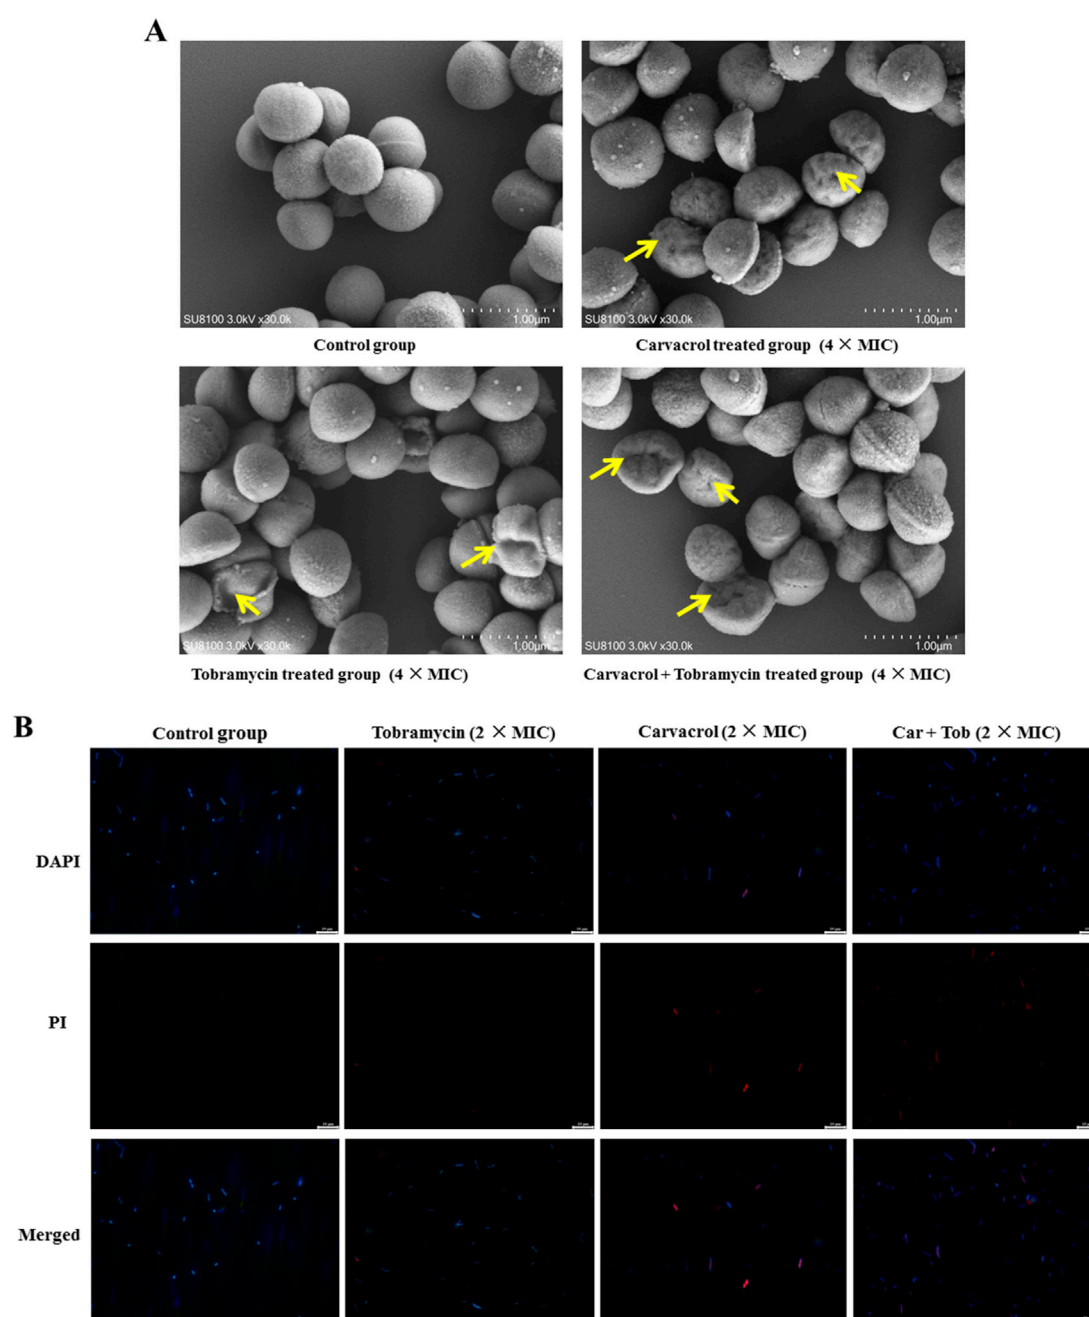 A
SU8100 3.0kV x30.0k 1.00μm
SU8100 3.0kV x30.0k 1.00μm
Control group
Carvacrol treated group (4 × MIC)
SU8100 3.0kV x30.0k 1.00μm
SU8100 3.0kV x30.0k 1.00μm
Tobramycin treated group (4 × MIC)
Carvacrol + Tobramycin treated group (4 × MIC)
B
Control group
Tobramycin (2 × MIC)
Carvacrol (2 × MIC)
Car + Tob (2 × MIC)
DAPI
PI
Merged